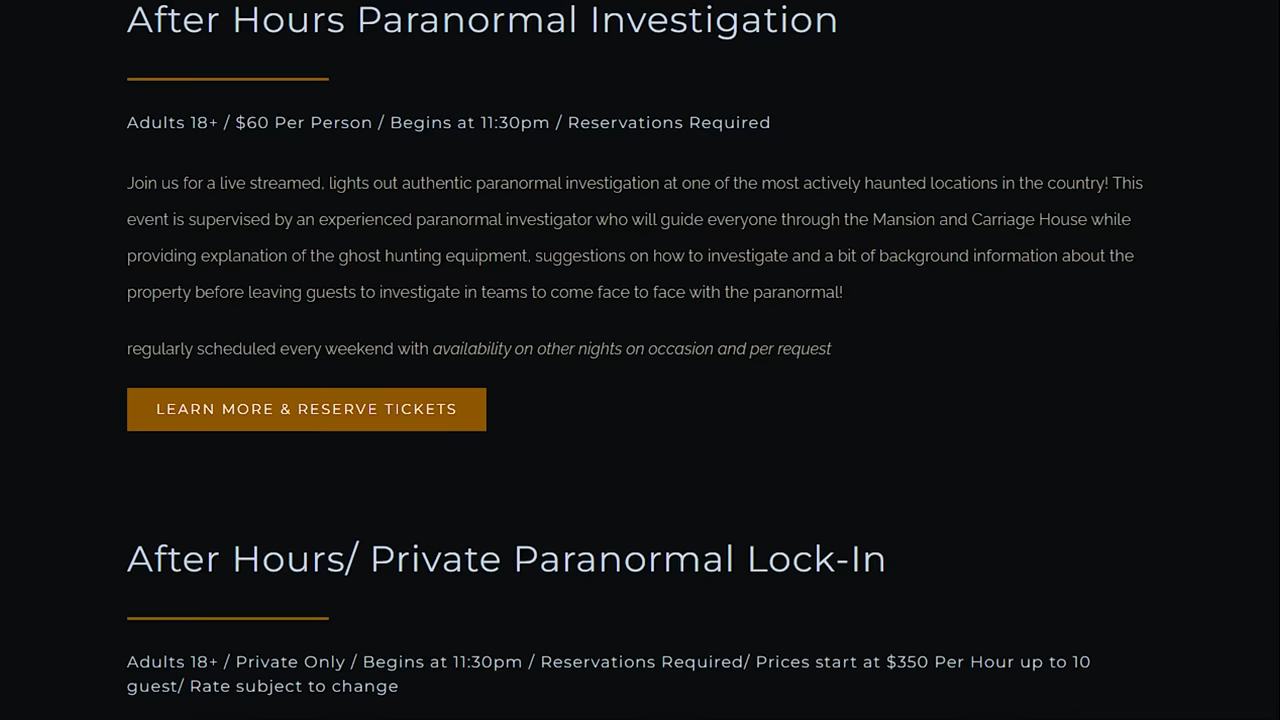 After Hours Paranormal Investigation
Adults 18+ / $60 Per Person / Begins at 11:30pm / Reservations Required
Join us for a live streamed, lights out authentic paranormal investigation at one of the most actively haunted locations in the country! This
event is supervised by an experienced paranormal investigator who will guide everyone through the Mansion and Carriage House while
providing explanation of the ghost hunting equipment, suggestions on how to investigate and a bit of background information about the
property before leaving guests to investigate in teams to come face to face with the paranormal!
regularly scheduled every weekend with availability on other nights on occasion and per request
LEARN MORE & RESERVE TICKETS
After Hours/ Private Paranormal Lock-In
Adults 18+ / Private Only / Begins at 11:30pm / Reservations Required/ Prices start at $350 Per Hour up to 10
guest/ Rate subject to change